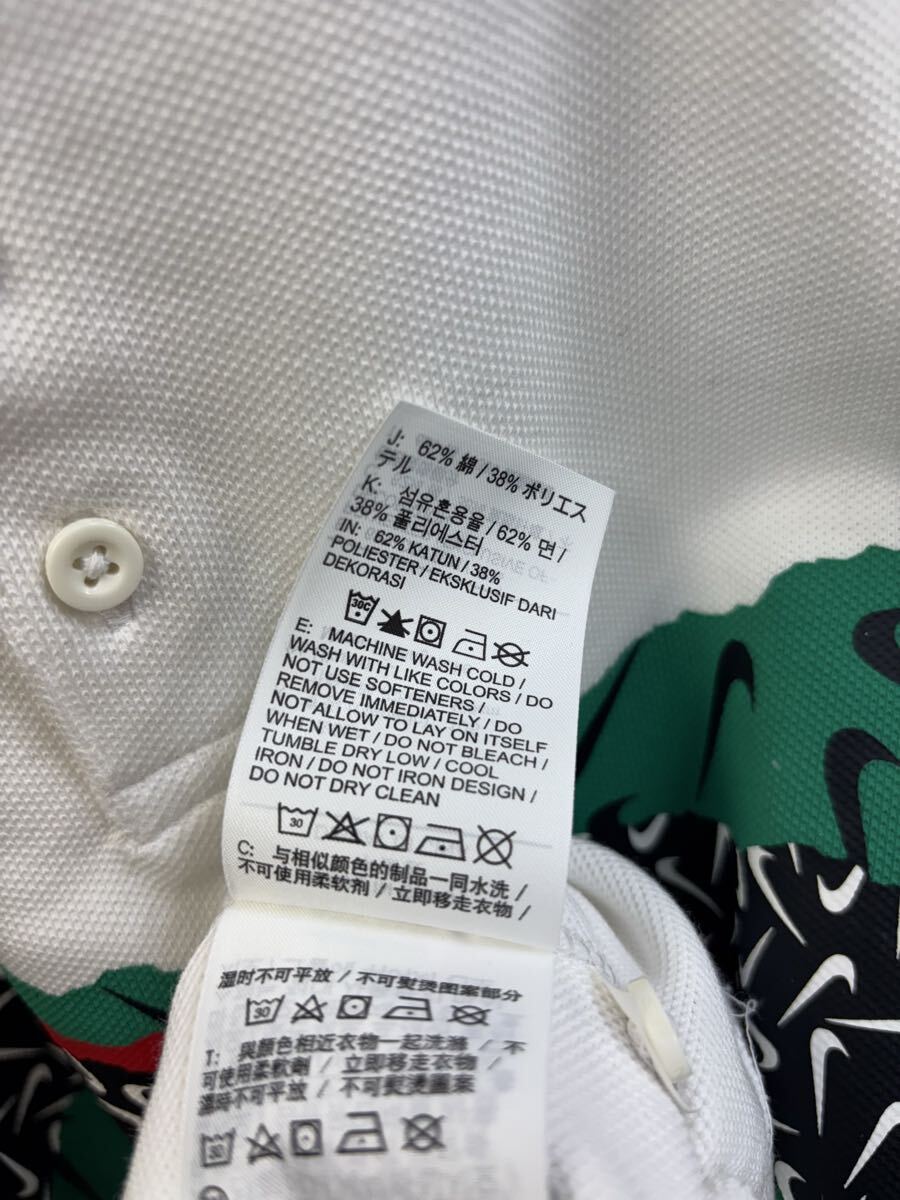 J: 62% 綿 / 38% ポリエス
テル
K: 섬유혼용율 / 62% 면 /
38% 폴리에스터
IN: 62% KATUN / 38%
POLIESTER / EKSKLUSIF DARI
DEKORASI
30C
E: MACHINE WASH COLD /
WASH WITH LIKE COLORS / DO
NOT USE SOFTENERS /
REMOVE IMMEDIATELY / DO
NOT ALLOW TO LAY ON ITSELF
WHEN WET / DO NOT BLEACH /
TUMBLE DRY LOW / COOL
IRON / DO NOT IRON DESIGN /
DO NOT DRY CLEAN
30
C: 与相似颜色的制品一同水洗 /
不可使用柔软剂 / 立即移走衣物 /
湿时不可平放 / 不可熨烫图案部分
30
T: 與顏色相近衣物一起洗滌 / 不
可使用柔軟劑 / 立即移走衣物 /
濕時不可平放 / 不可熨燙圖案
30